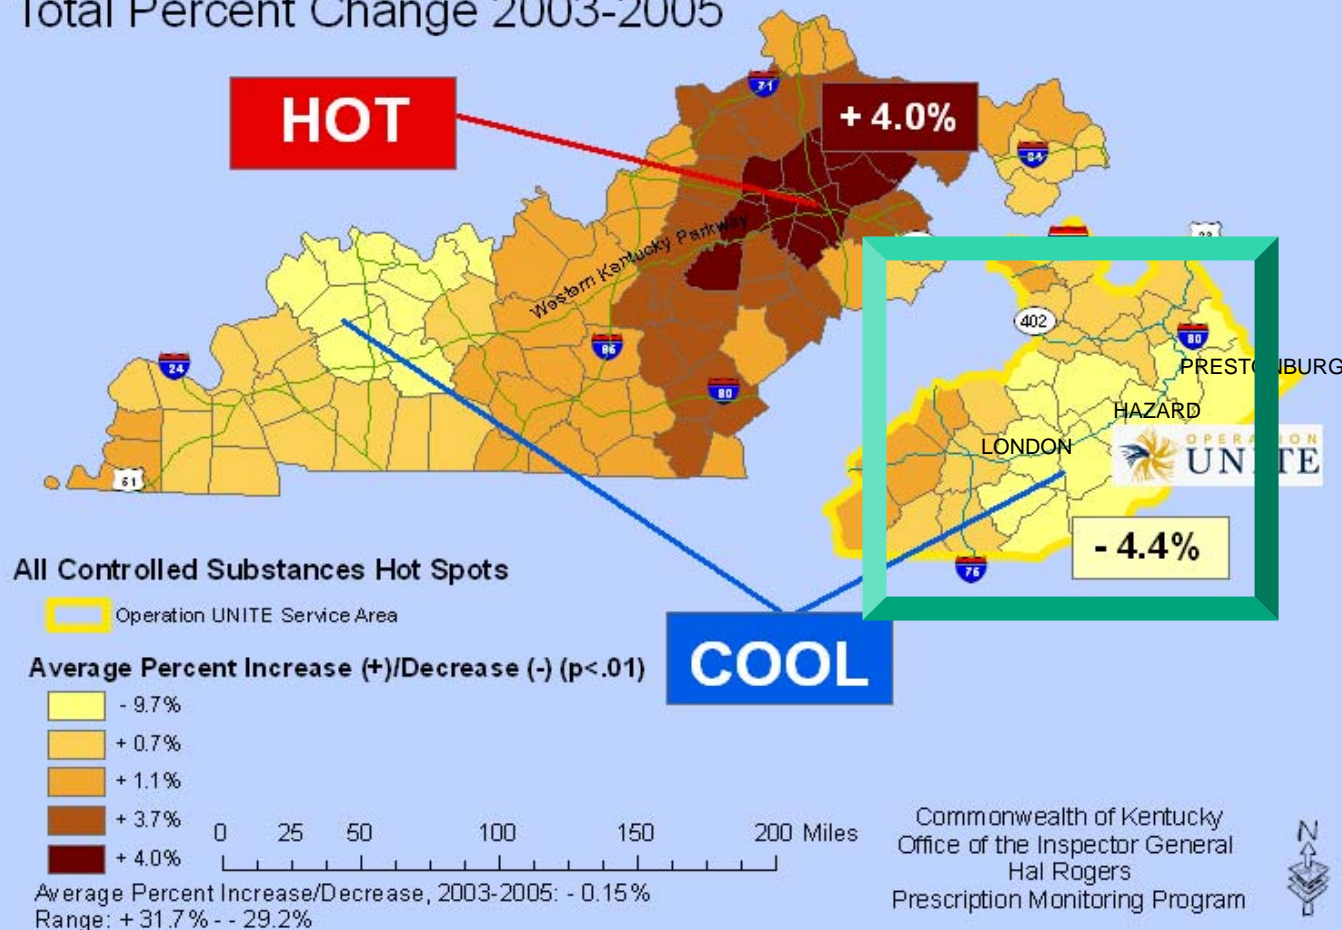 Total Percent Change 2003-2005
HOT
+ 4.0%
71
64
Western Kentucky Parkway
402
80
PRESTONBURG
24
65
HAZARD
80
LONDON
OPERATION
UNITE
51
- 4.4%
75
All Controlled Substances Hot Spots
Operation UNITE Service Area
COOL
Average Percent Increase (+)/Decrease (-) (p<.01)
- 9.7%
+ 0.7%
+ 1.1%
+ 3.7%
+ 4.0%
0 25 50 100 150 200 Miles
Average Percent Increase/Decrease, 2003-2005: - 0.15%
Range: + 31.7% - - 29.2%
Commonwealth of Kentucky
Office of the Inspector General
Hal Rogers
Prescription Monitoring Program
N